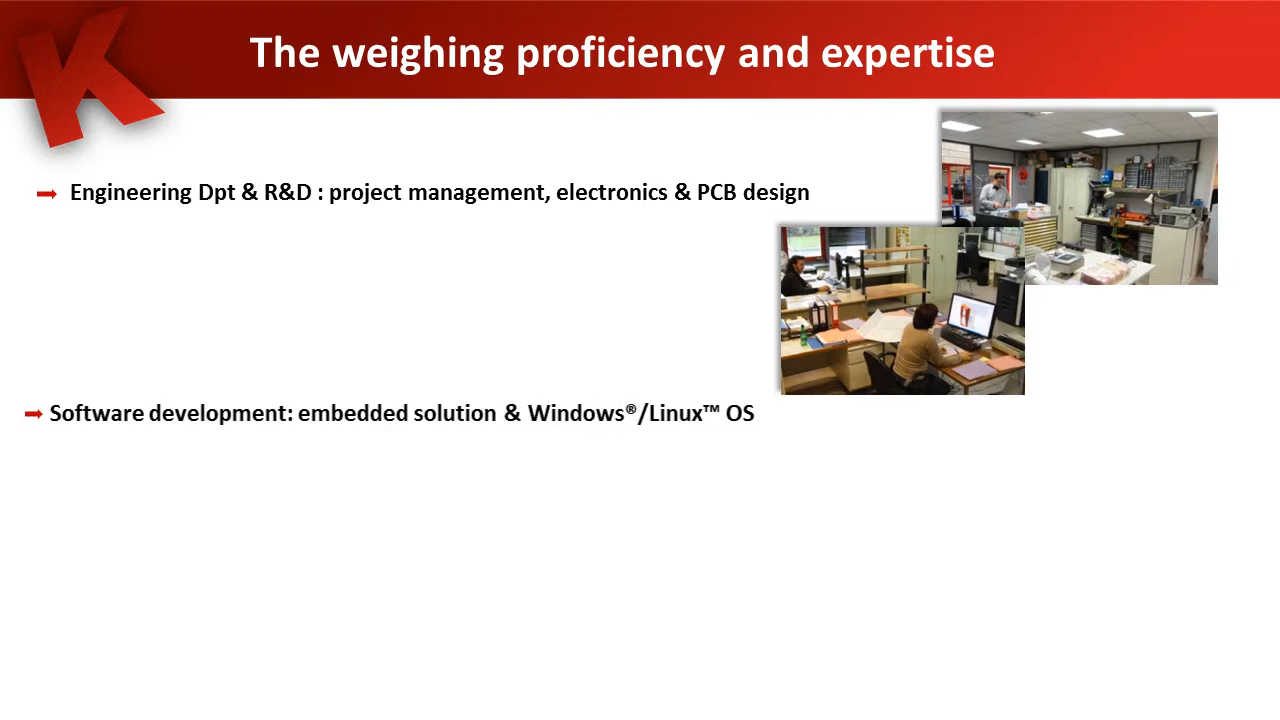 K
The weighing proficiency and expertise
Engineering Dpt & R&D : project management, electronics & PCB design
Software development: embedded solution & Windows®/Linux™ OS